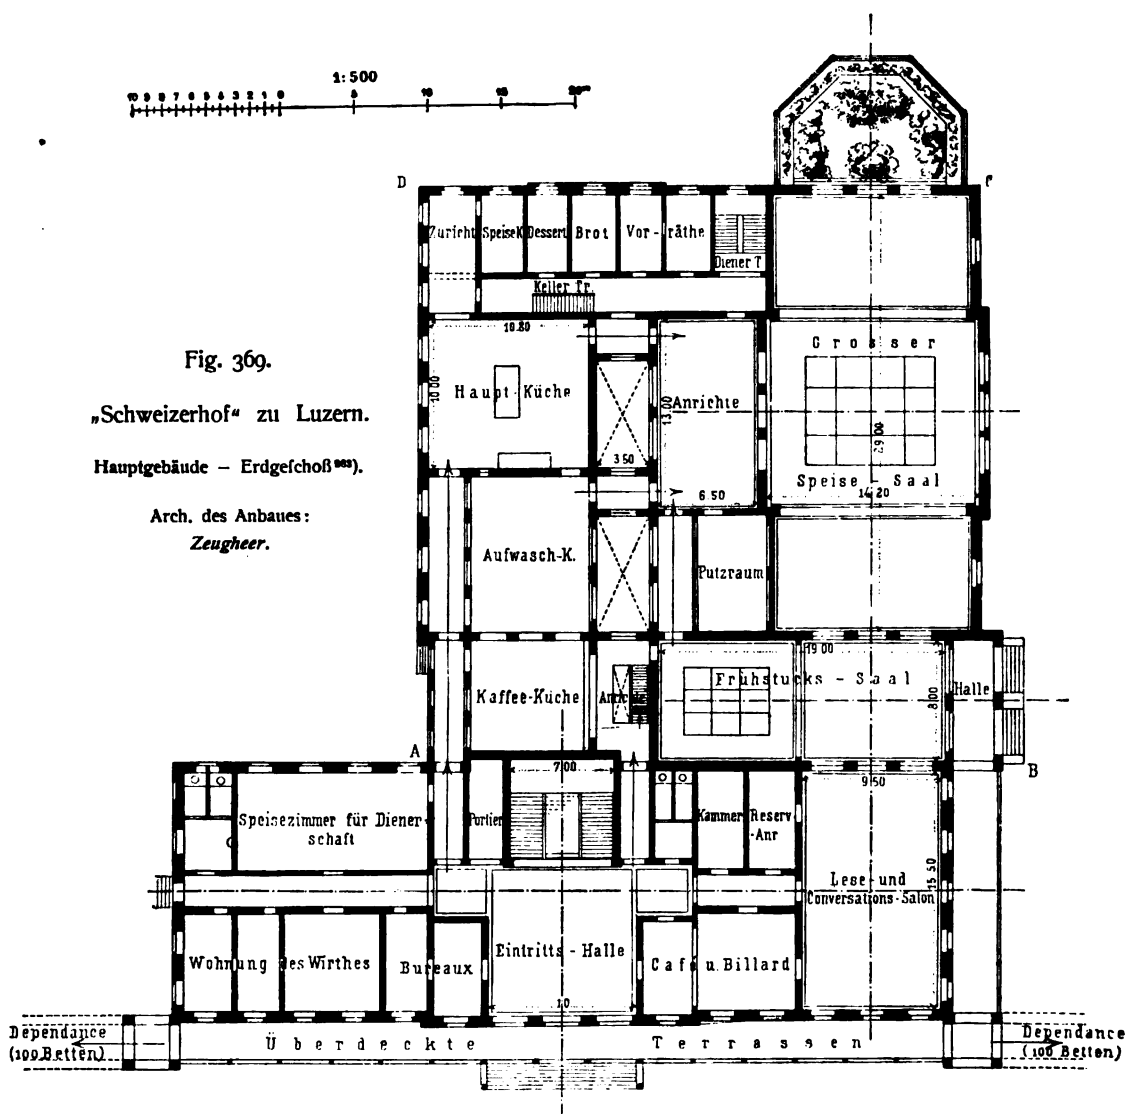 1:500
10 9 8 7 6 5 4 3 2 1 0 5 10 15 20m
D
Zuricht
SpeiseK
Dessert
Brot
Vor-räthe
Diener T
Keller Tr.
Fig. 369.
„Schweizerhof“ zu Luzern.
Hauptgebäude – Erdgeſchoß ²⁶³).
Arch. des Anbaues:
Zeugheer.
10.80
10.00
Haupt-Küche
3.50
Anrichte
13.00
6.50
Grosser
29.00
Speise-Saal
14.20
Aufwasch-K.
Putzraum
19.00
Frühstücks-Saal
8.00
Halle
Kaffee-Küche
A
B
7.00
9.50
Speisezimmer für Diener-
schaft
Portier
Kammer
Reserv
-Anr
Lese- und
Conversations-Salon
15.50
Wohnung des Wirthes
Bureaux
Eintritts-Halle
10
Café u. Billard
Dependance
(100 Betten)
Überdeckte Terrassen
Dependance
(100 Betten)